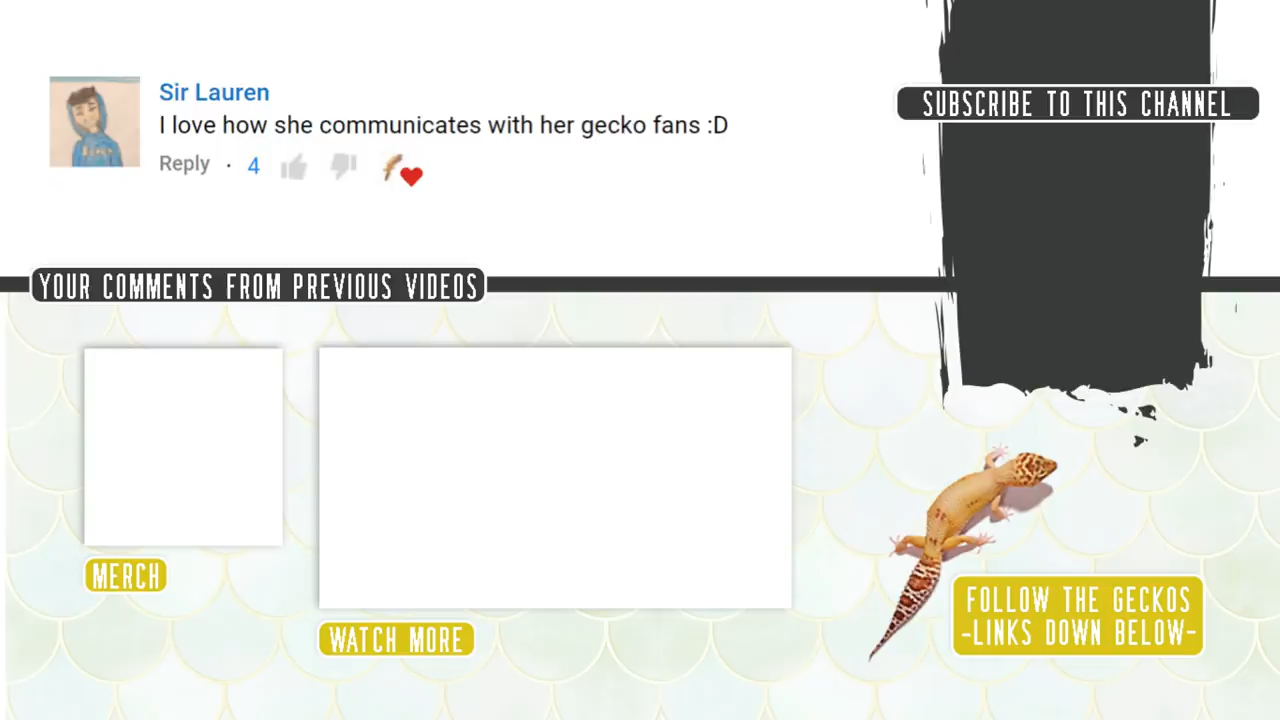 Sir Lauren
I love how she communicates with her gecko fans :D
Reply · 4
SUBSCRIBE TO THIS CHANNEL
YOUR COMMENTS FROM PREVIOUS VIDEOS
MERCH
WATCH MORE
FOLLOW THE GECKOS
-LINKS DOWN BELOW-